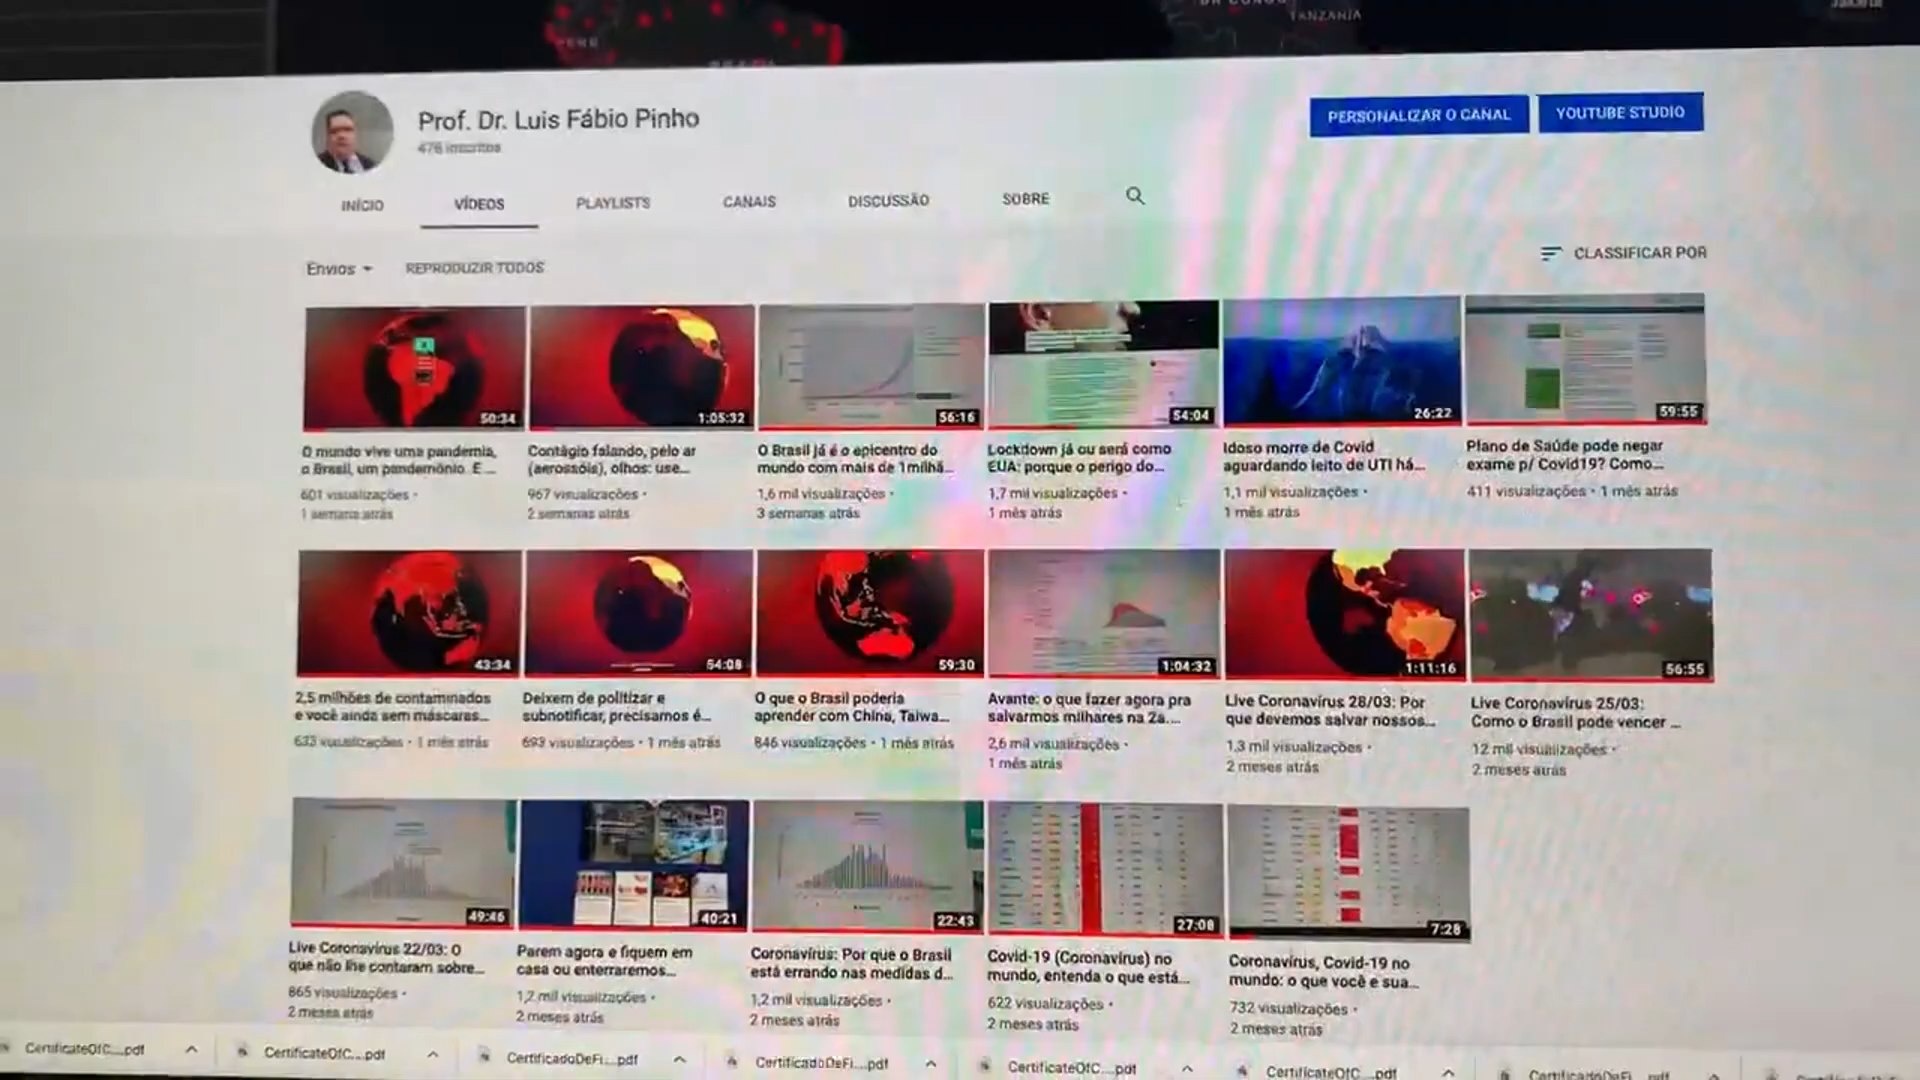 TANZANIA
Prof. Dr. Luis Fábio Pinho
476 inscritos
PERSONALIZAR O CANAL
YOUTUBE STUDIO
INÍCIO
VÍDEOS
PLAYLISTS
CANAIS
DISCUSSÃO
SOBRE
Envios
REPRODUZIR TODOS
CLASSIFICAR POR
50:34
1:05:32
56:16
54:04
26:22
59:55
O mundo vive uma pandemia,
o Brasil, um pandemônio. E ...
601 visualizações •
1 semana atrás
Contágio falando, pelo ar
(aerossóis), olhos: use...
967 visualizações •
2 semanas atrás
O Brasil já é o epicentro do
mundo com mais de 1milhã...
1,6 mil visualizações •
3 semanas atrás
Lockdown já ou será como
EUA: porque o perigo do...
1,7 mil visualizações •
1 mês atrás
Idoso morre de Covid
aguardando leito de UTI há...
1,1 mil visualizações •
1 mês atrás
Plano de Saúde pode negar
exame p/ Covid19? Como...
411 visualizações • 1 mês atrás
43:34
54:08
59:30
1:04:32
1:11:16
56:55
2,5 milhões de contaminados
e você ainda sem máscaras...
633 visualizações • 1 mês atrás
Deixem de politizar e
subnotificar, precisamos é...
693 visualizações • 1 mês atrás
O que o Brasil poderia
aprender com China, Taiwa...
846 visualizações • 1 mês atrás
Avante: o que fazer agora pra
salvarmos milhares na 2a....
2,6 mil visualizações •
1 mês atrás
Live Coronavírus 28/03: Por
que devemos salvar nossos...
1,3 mil visualizações •
2 meses atrás
Live Coronavírus 25/03:
Como o Brasil pode vencer ...
12 mil visualizações •
2 meses atrás
49:46
40:21
22:43
27:08
7:28
Live Coronavírus 22/03: O
que não lhe contaram sobre...
865 visualizações •
2 meses atrás
Parem agora e fiquem em
casa ou enterraremos...
1,2 mil visualizações •
2 meses atrás
Coronavírus: Por que o Brasil
está errando nas medidas d...
1,2 mil visualizações •
2 meses atrás
Covid-19 (Coronavírus) no
mundo, entenda o que está...
622 visualizações •
2 meses atrás
Coronavírus, Covid-19 no
mundo: o que você e sua...
732 visualizações •
2 meses atrás
CertificateOfC....pdf
CertificateOfC....pdf
CertificadoDeFi....pdf
CertificadoDeFi....pdf
CertificateOfC....pdf
CertificateOfC....pdf
CertificadoDeFi....pdf